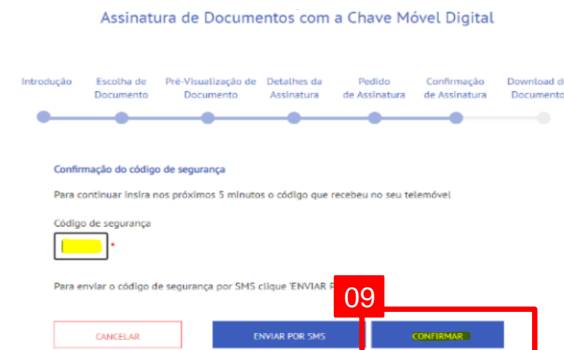 Assinatura de Documentos com a Chave Móvel Digital
Introdução
Escolha de
Documento
Pré-Visualização de
Documento
Detalhes da
Assinatura
Pedido
de Assinatura
Confirmação
de Assinatura
Download
Documento
Confirmação do código de segurança
Para continuar insira nos próximos 5 minutos o código que recebeu no seu telemóvel
Código de segurança
*
Para enviar o código de segurança por SMS clique 'ENVIAR
09
CANCELAR
ENVIAR POR SMS
CONFIRMAR